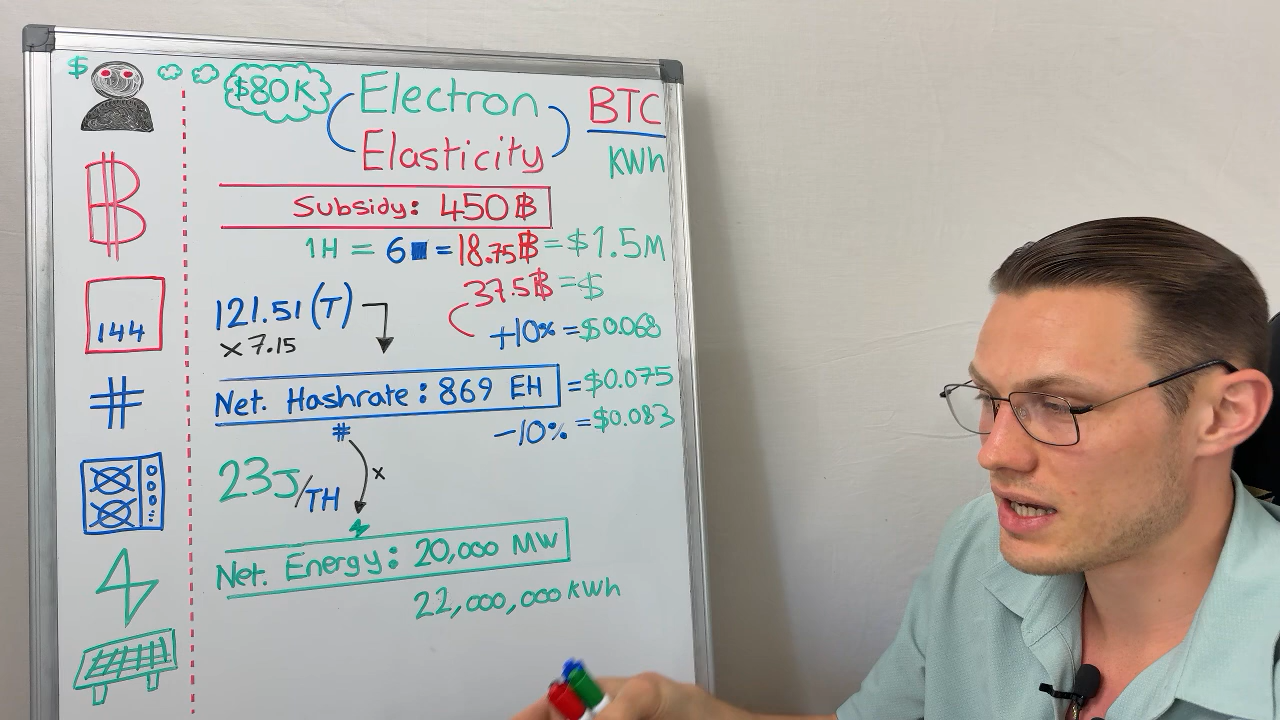 $
$80K
Electron
Elasticity
BTC
KWh
Subsidy: 450 ₿
1H = 6■ = 18.75₿ = $1.5M
37.5₿ = $
121.51 (T)
+10% = $0.068
144
x 7.15
Net. Hashrate: 869 EH = $0.075
#
#
-10% = $0.083
23J/TH
x
Net. Energy: 20,000 MW
22,000,000 KWh